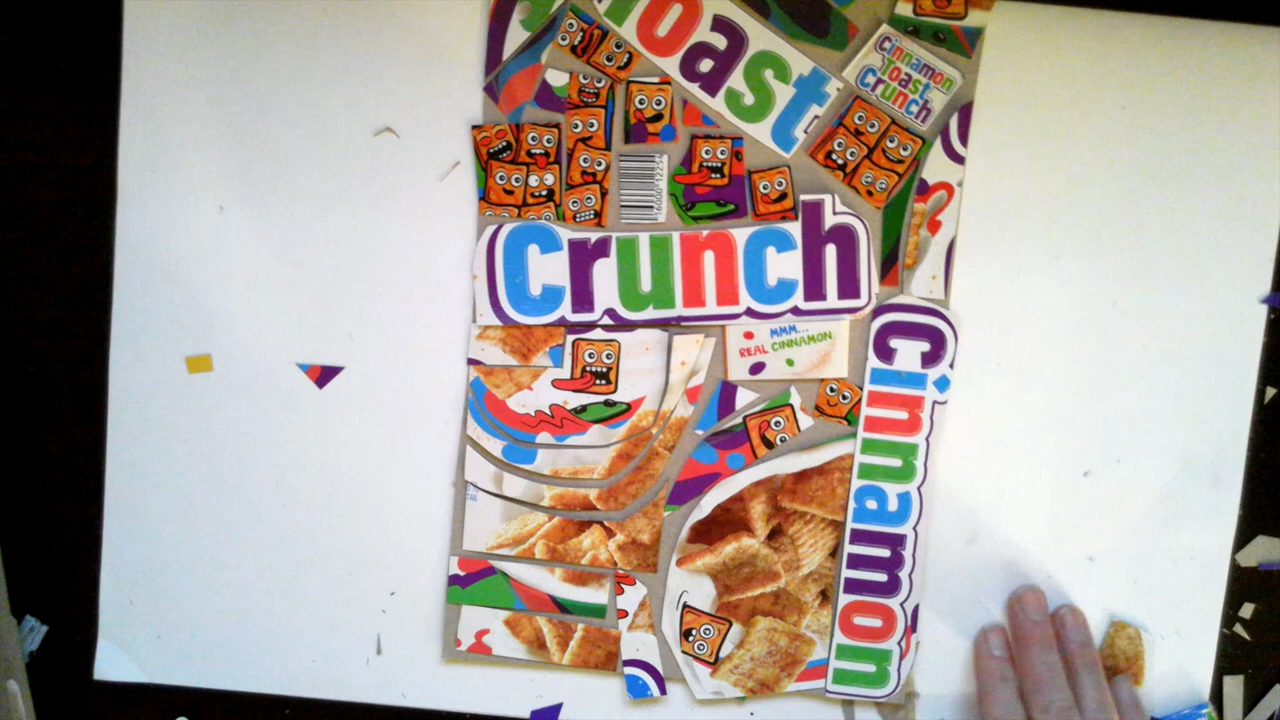 Toast
Cinnamon
Toast
Crunch
Crunch
MMM...
REAL CINNAMON
Cinnamon